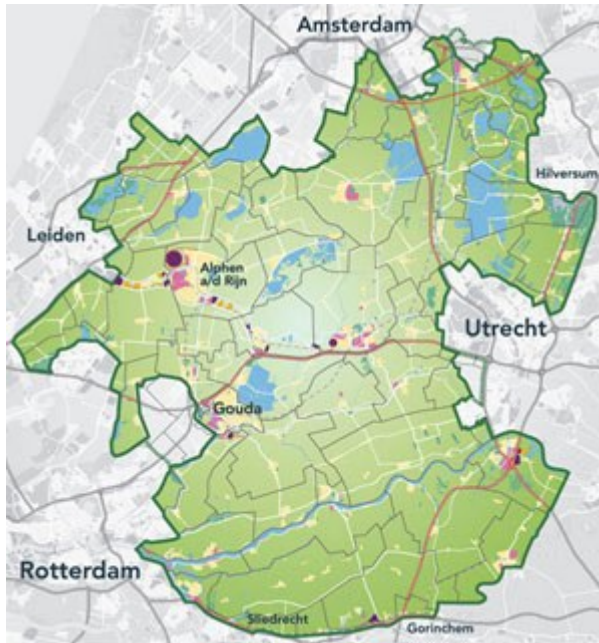 Amsterdam
Hilversum
Leiden
Alphen
a/d Rijn
Utrecht
Gouda
Rotterdam
Sliedrecht
Gorinchem